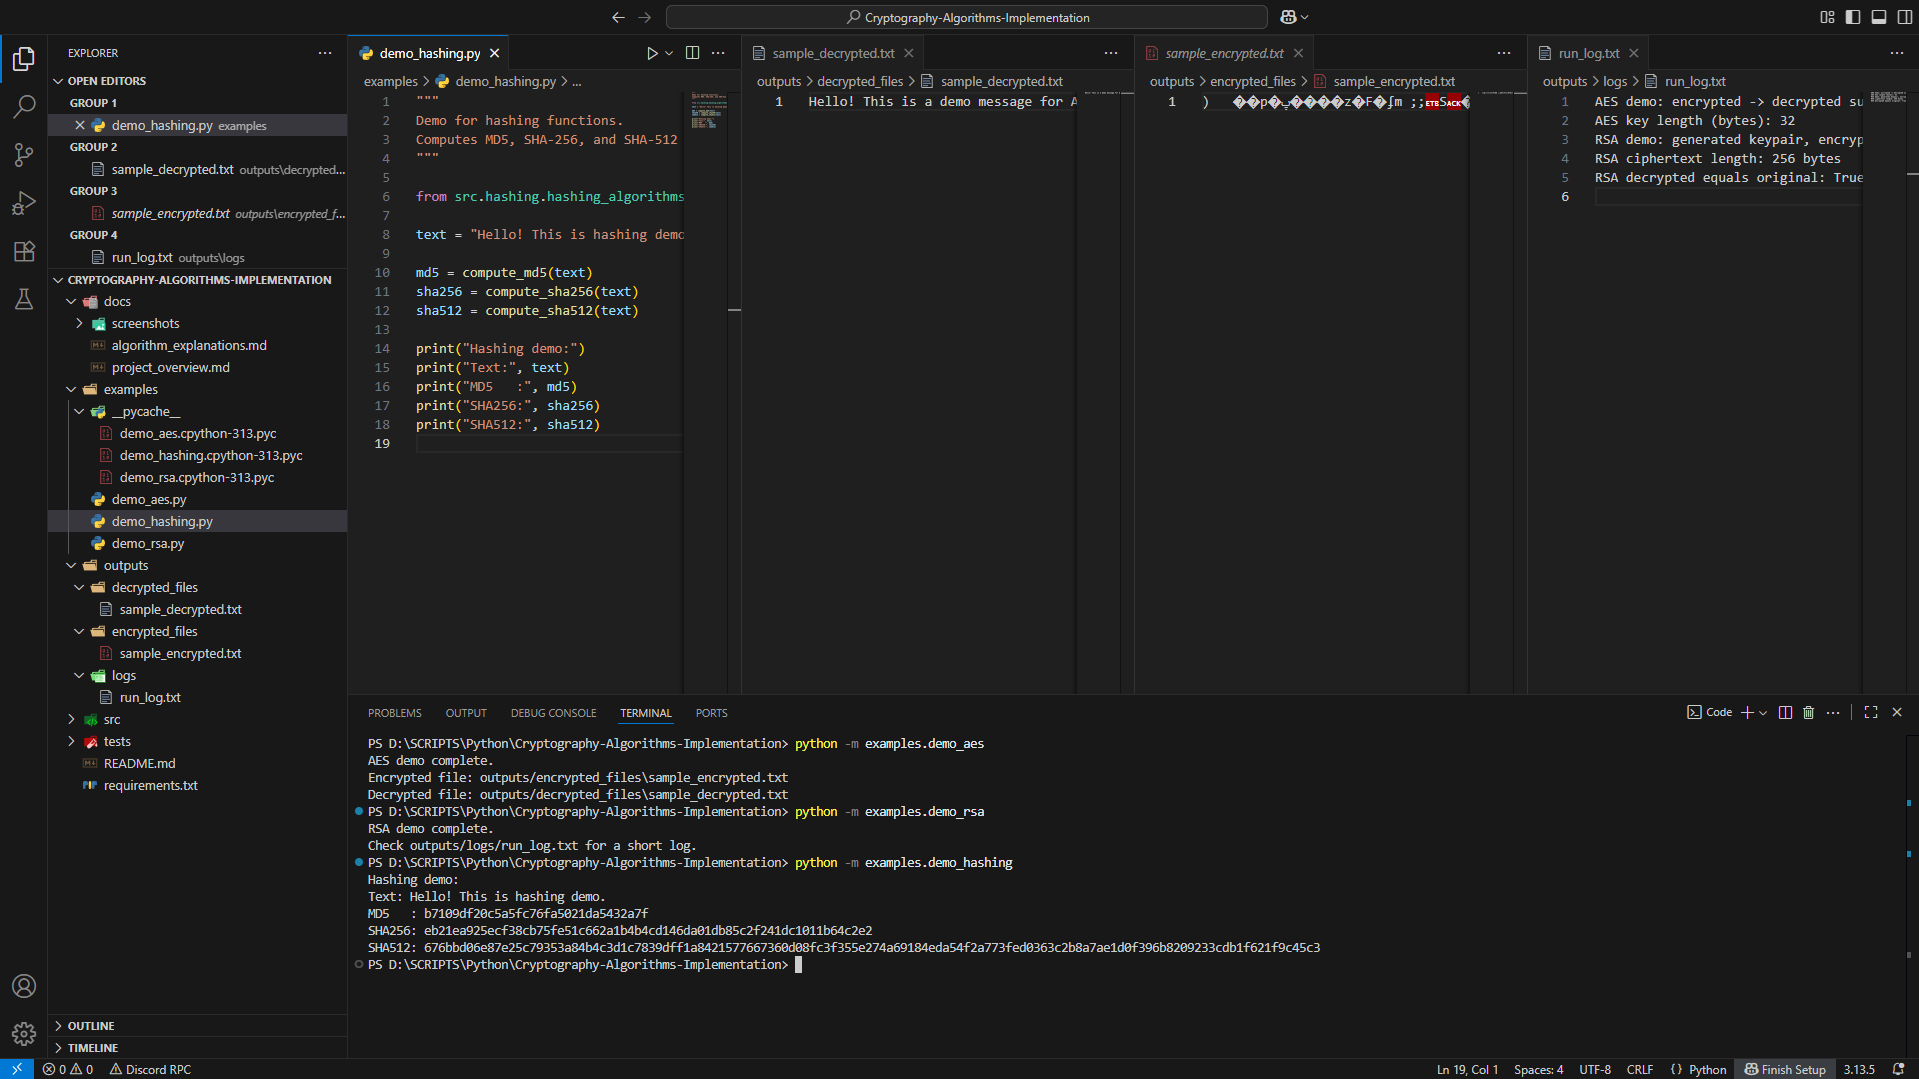 Cryptography-Algorithms-Implementation
EXPLORER
OPEN EDITORS
GROUP 1
demo_hashing.py examples
GROUP 2
sample_decrypted.txt outputs\decrypted...
GROUP 3
sample_encrypted.txt outputs\encrypted_f...
GROUP 4
run_log.txt outputs\logs
CRYPTOGRAPHY-ALGORITHMS-IMPLEMENTATION
docs
screenshots
algorithm_explanations.md
project_overview.md
examples
__pycache__
demo_aes.cpython-313.pyc
demo_hashing.cpython-313.pyc
demo_rsa.cpython-313.pyc
demo_aes.py
demo_hashing.py
demo_rsa.py
outputs
decrypted_files
sample_decrypted.txt
encrypted_files
sample_encrypted.txt
logs
run_log.txt
src
tests
README.md
requirements.txt
OUTLINE
TIMELINE
demo_hashing.py
examples > demo_hashing.py > ...
1 """
2 Demo for hashing functions.
3 Computes MD5, SHA-256, and SHA-512
4 """
5
6 from src.hashing.hashing_algorithms
7
8 text = "Hello! This is hashing demo
9
10 md5 = compute_md5(text)
11 sha256 = compute_sha256(text)
12 sha512 = compute_sha512(text)
13
14 print("Hashing demo:")
15 print("Text:", text)
16 print("MD5   :", md5)
17 print("SHA256:", sha256)
18 print("SHA512:", sha512)
19
sample_decrypted.txt
outputs > decrypted_files > sample_decrypted.txt
1 Hello! This is a demo message for A
sample_encrypted.txt
outputs > encrypted_files > sample_encrypted.txt
1
run_log.txt
outputs > logs > run_log.txt
1 AES demo: encrypted -> decrypted su
2 AES key length (bytes): 32
3 RSA demo: generated keypair, encryp
4 RSA ciphertext length: 256 bytes
5 RSA decrypted equals original: True
6
PROBLEMS OUTPUT DEBUG CONSOLE TERMINAL PORTS
Code
PS D:\SCRIPTS\Python\Cryptography-Algorithms-Implementation> python -m examples.demo_aes
AES demo complete.
Encrypted file: outputs/encrypted_files\sample_encrypted.txt
Decrypted file: outputs/decrypted_files\sample_decrypted.txt
PS D:\SCRIPTS\Python\Cryptography-Algorithms-Implementation> python -m examples.demo_rsa
RSA demo complete.
Check outputs/logs/run_log.txt for a short log.
PS D:\SCRIPTS\Python\Cryptography-Algorithms-Implementation> python -m examples.demo_hashing
Hashing demo:
Text: Hello! This is hashing demo.
MD5   : b7109df20c5a5fc76fa5021da5432a7f
SHA256: eb21ea925ecf38cb75fe51c662a1b4b4cd146da01db85c2f241dc1011b64c2e2
SHA512: 676bbd06e87e25c79353a84b4c3d1c7839dff1a8421577667360d08fc3f355e274a69184eda54f2a773fed0363c2b8a7ae1d0f396b8209233cdb1f621f9c45c3
PS D:\SCRIPTS\Python\Cryptography-Algorithms-Implementation>
0 0 Discord RPC
Ln 19, Col 1 Spaces: 4 UTF-8 CRLF {} Python Finish Setup 3.13.5